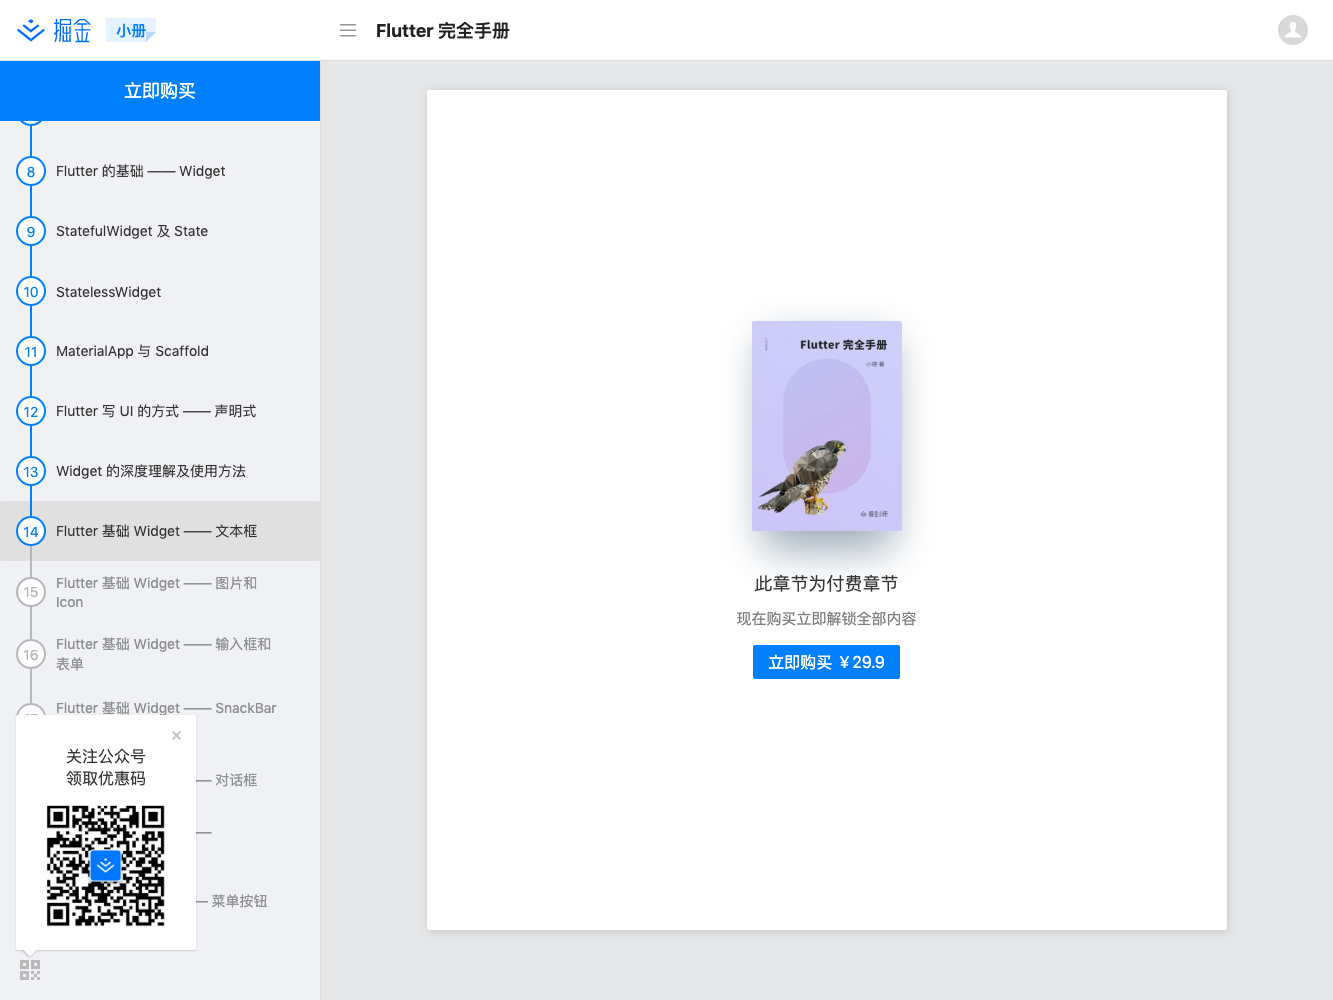 掘金
小册
Flutter 完全手册
立即购买
8
Flutter 的基础 —— Widget
9
StatefulWidget 及 State
10
StatelessWidget
11
MaterialApp 与 Scaffold
12
Flutter 写 UI 的方式 —— 声明式
13
Widget 的深度理解及使用方法
14
Flutter 基础 Widget —— 文本框
15
Flutter 基础 Widget —— 图片和
Icon
16
Flutter 基础 Widget —— 输入框和
表单
Flutter 基础 Widget —— SnackBar
—— 对话框
——
—— 菜单按钮
关注公众号
领取优惠码
Flutter 完全手册
掘金小册
此章节为付费章节
现在购买立即解锁全部内容
立即购买 ¥ 29.9